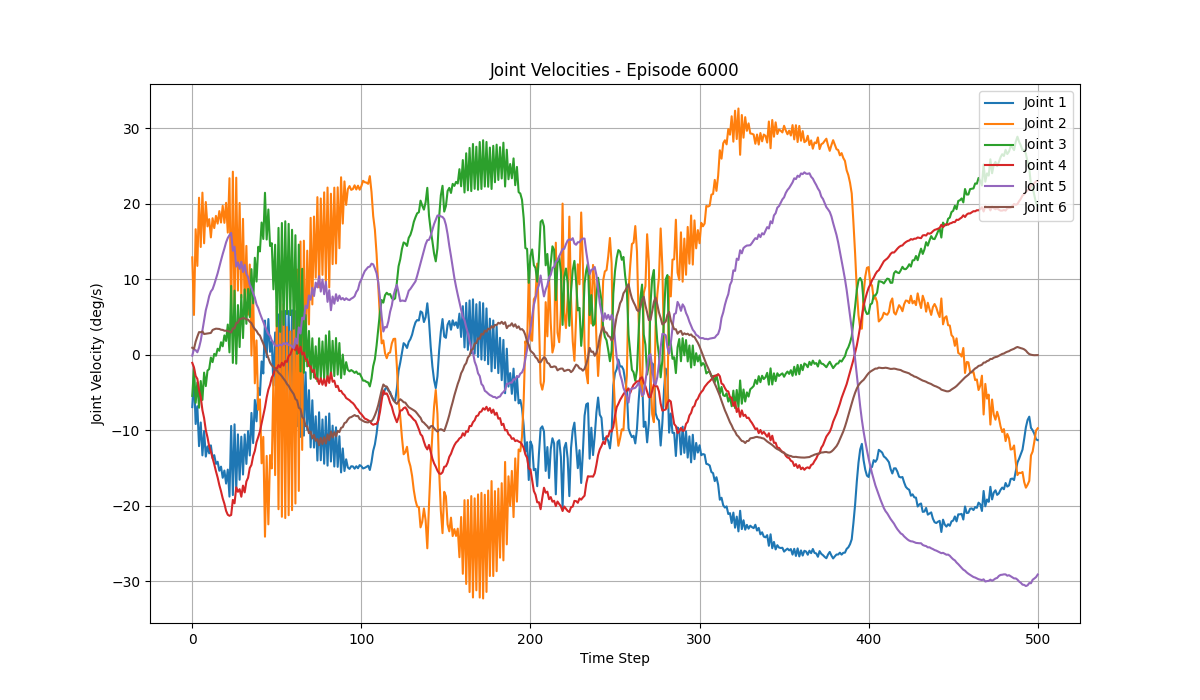 Joint Velocities - Episode 6000
Joint Velocity (deg/s)
30
20
10
0
−10
−20
−30
Joint 1
Joint 2
Joint 3
Joint 4
Joint 5
Joint 6
0 100 200 300 400 500
Time Step